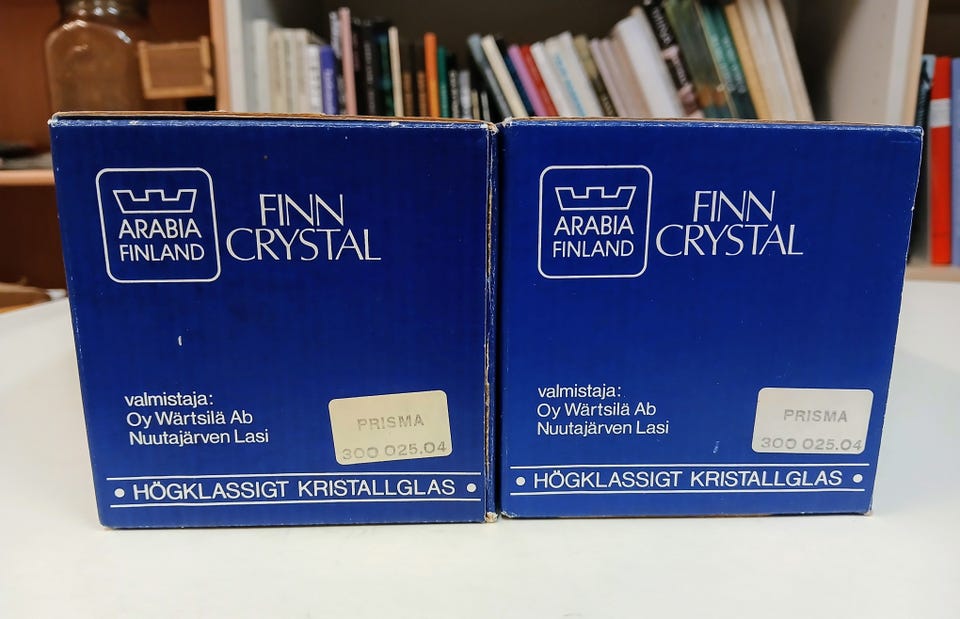 ARABIA
FINLAND
FINN
CRYSTAL
valmistaja:
Oy Wärtsilä Ab
Nuutajärven Lasi
PRISMA
300 025.04
• HÖGKLASSIGT KRISTALLGLAS •
ARABIA
FINLAND
FINN
CRYSTAL
valmistaja:
Oy Wärtsilä Ab
Nuutajärven Lasi
PRISMA
300 025.04
• HÖGKLASSIGT KRISTALLGLAS •